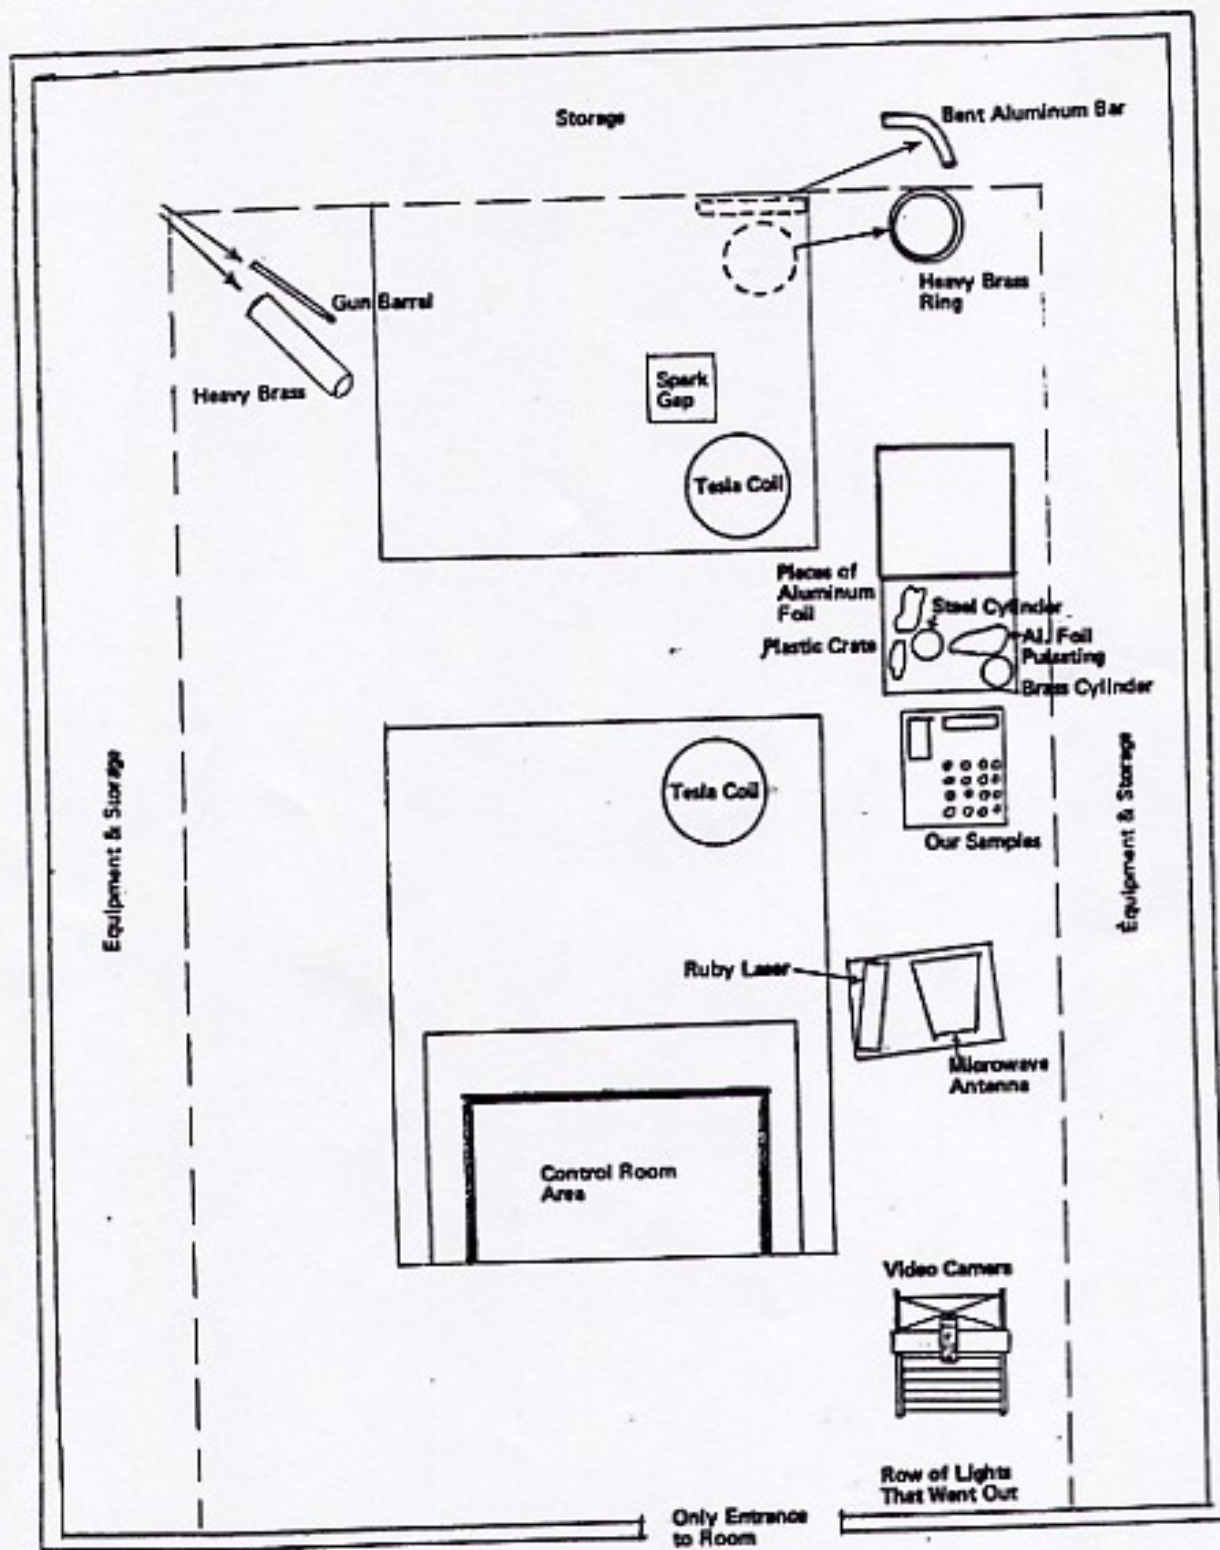 Storage
Bent Aluminum Bar
Gun Barrel
Heavy Brass
Ring
Heavy Brass
Spark
Gap
Tesla Coil
Pieces of
Aluminum
Foil
Steel Cylinder
Plastic Crate
Al. Foil
Pulsating
Brass Cylinder
Equipment & Storage
Tesla Coil
Equipment & Storage
Our Samples
Ruby Laser
Microwave
Antenna
Control Room
Area
Video Camera
Row of Lights
That Went Out
Only Entrance
to Room